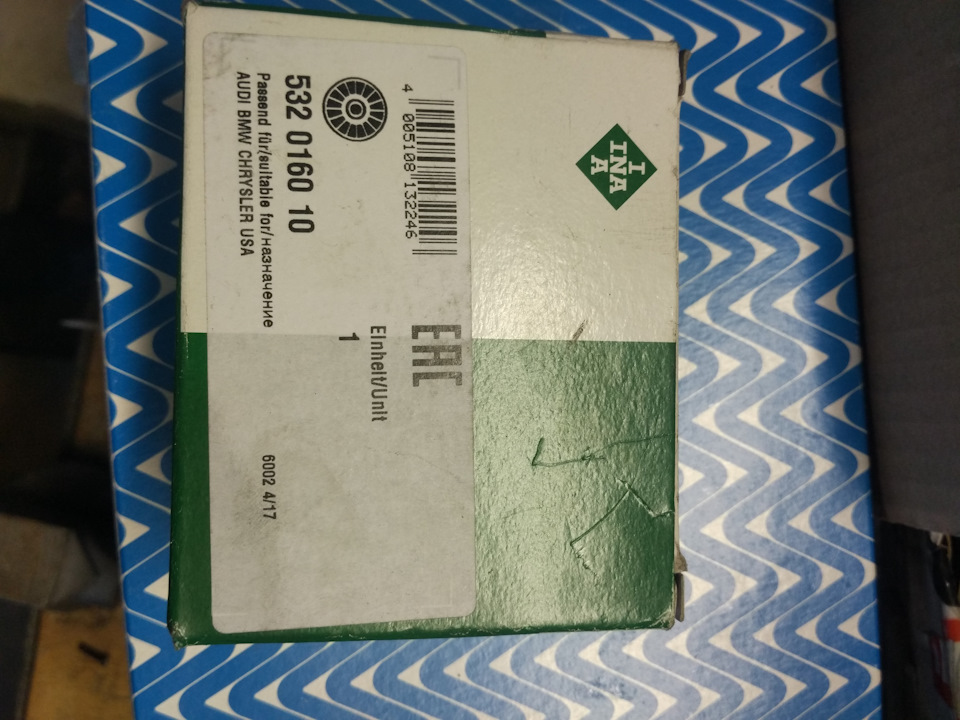 I
INA
A
4 005108 132246
532 0160 10
Passend für/suitable for/назначение
AUDI BMW CHRYSLER USA
EAC
Einheit/Unit
1
6002 4/17